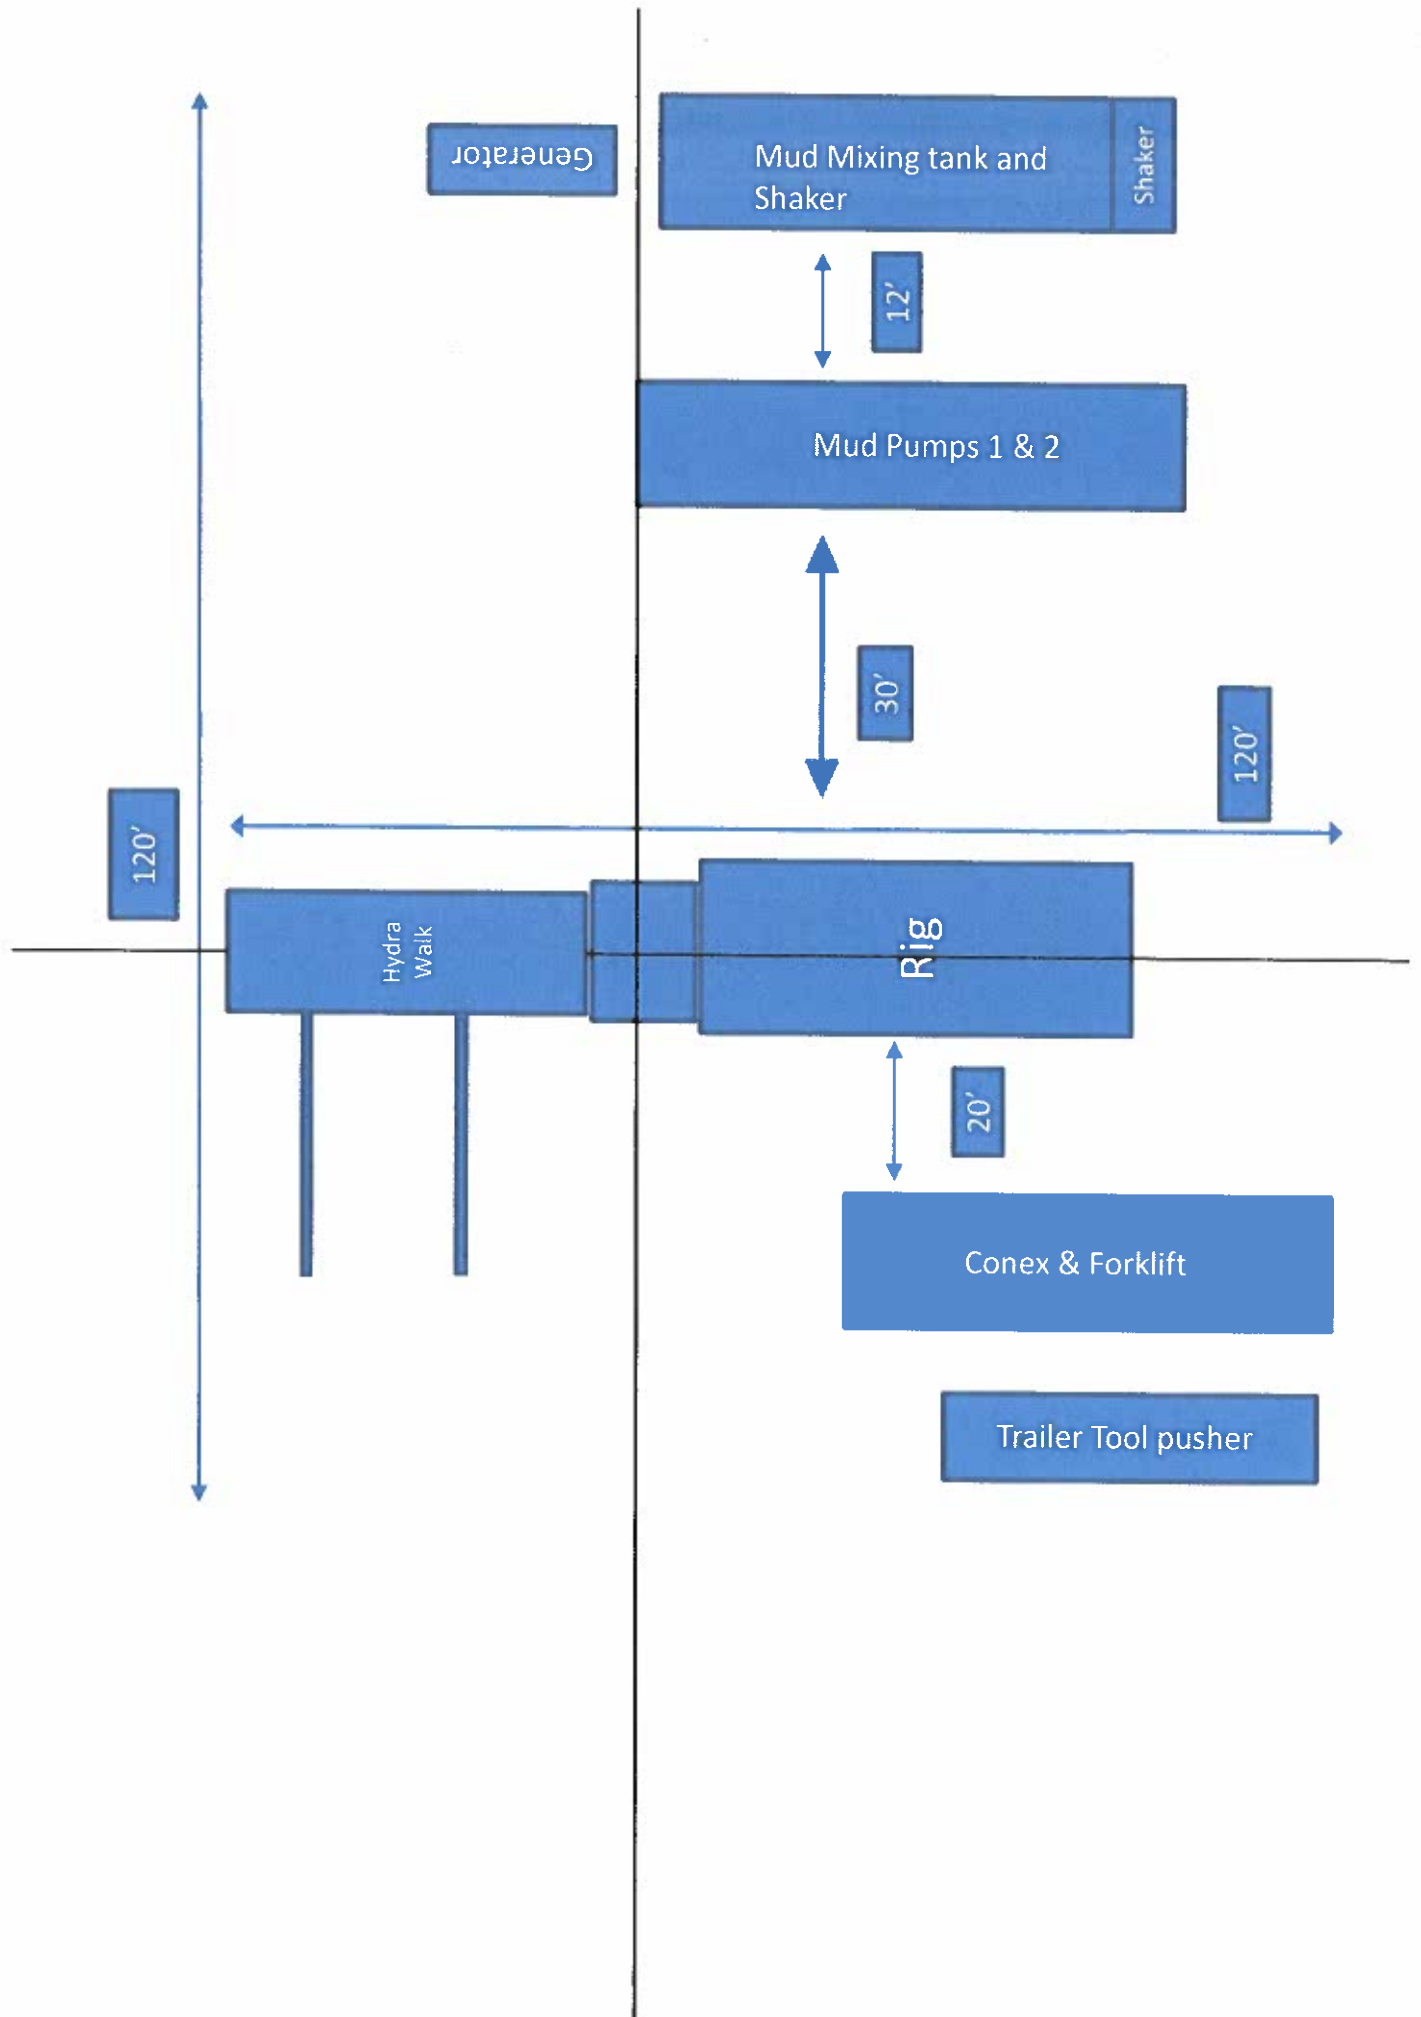 Generator
Mud Mixing tank and
Shaker
Shaker
12'
Mud Pumps 1 & 2
30'
120'
120'
Hydra
Walk
Rig
20'
Conex & Forklift
Trailer Tool pusher